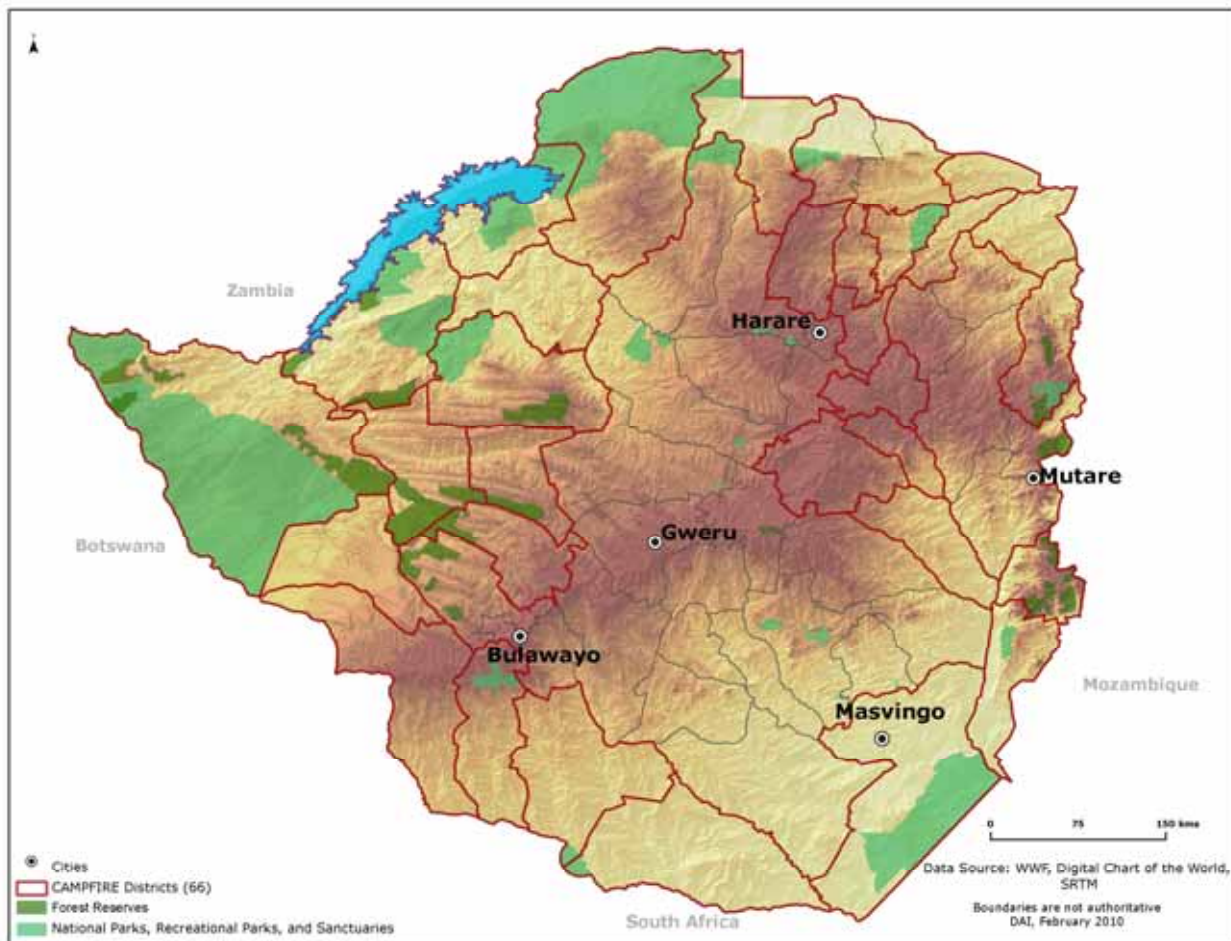 Zambia
Harare
Mutare
Gweru
Botswana
Bulawayo
Mozambique
Masvingo
0 75 150 kms
Cities
CAMPFIRE Districts (66)
Forest Reserves
National Parks, Recreational Parks, and Sanctuaries
South Africa
Data Source: WWF, Digital Chart of the World,
SRTM
Boundaries are not authoritative
DAI, February 2010